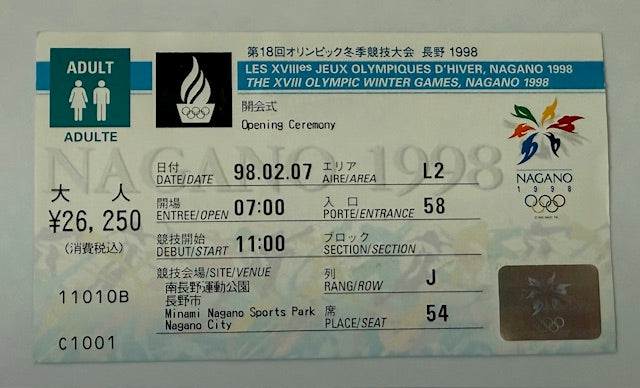 ADULT
ADULTE
第18回オリンピック冬季競技大会 長野 1998
LES XVIIIes JEUX OLYMPIQUES D'HIVER, NAGANO 1998
THE XVIII OLYMPIC WINTER GAMES, NAGANO 1998
開会式
Opening Ceremony
NAGANO
1998
NAGANO 1998
大人
¥26,250
(消費税込)
11010B
C1001
日付
DATE/DATE 98.02.07
エリア
AIRE/AREA L2
開場
ENTREE/OPEN 07:00
入口
PORTE/ENTRANCE 58
競技開始
DEBUT/START 11:00
ブロック
SECTION/SECTION
競技会場/SITE/VENUE
南長野運動公園
長野市
Minami Nagano Sports Park
Nagano City
列
RANG/ROW J
席
PLACE/SEAT 54